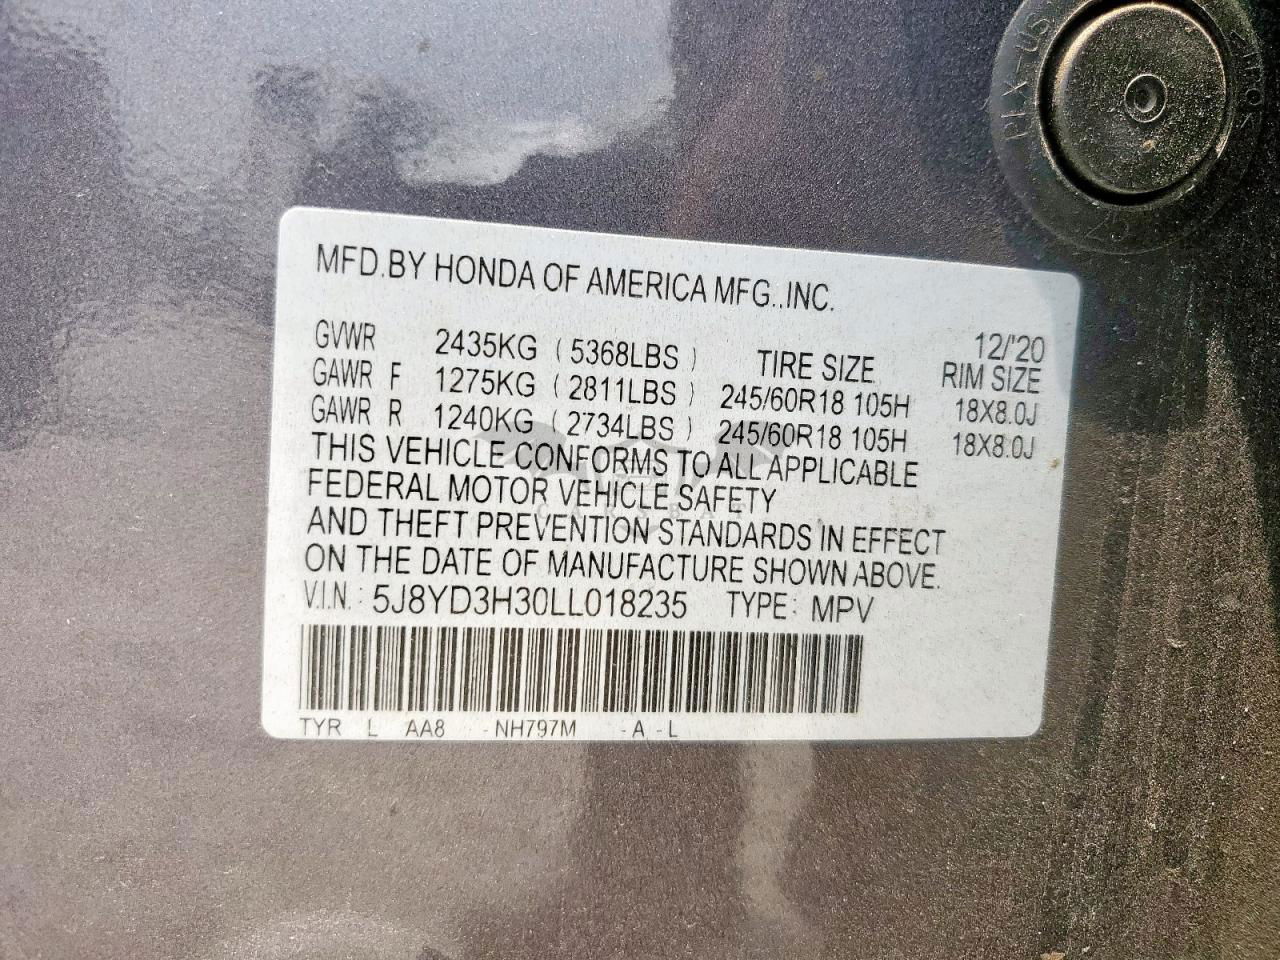 MFD.BY HONDA OF AMERICA MFG.,INC.
12/'20
GVWR 2435KG ( 5368LBS ) TIRE SIZE RIM SIZE
GAWR F 1275KG ( 2811LBS ) 245/60R18 105H 18X8.0J
GAWR R 1240KG ( 2734LBS ) 245/60R18 105H 18X8.0J
THIS VEHICLE CONFORMS TO ALL APPLICABLE
FEDERAL MOTOR VEHICLE SAFETY
AND THEFT PREVENTION STANDARDS IN EFFECT
ON THE DATE OF MANUFACTURE SHOWN ABOVE.
V.I.N.: 5J8YD3H30LL018235 TYPE: MPV
TYR L AA8 - NH797M - A - L